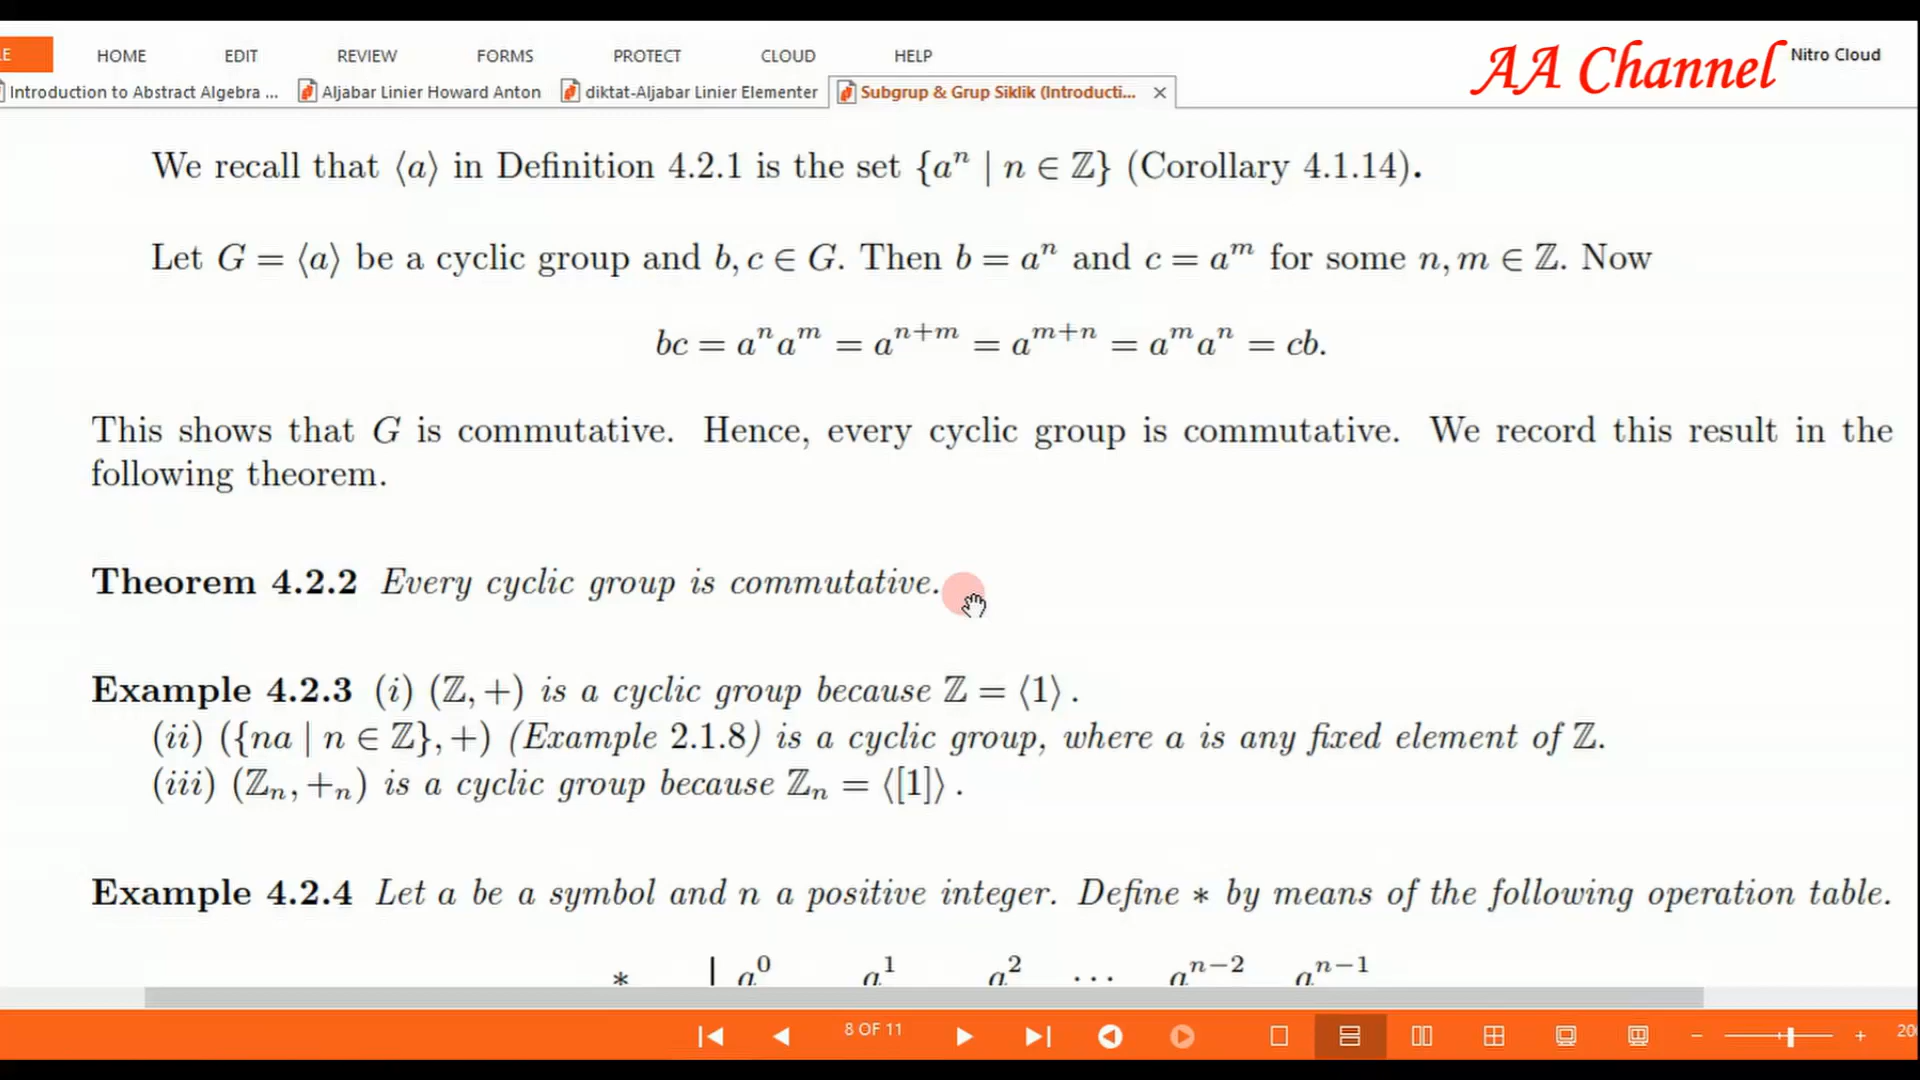 LE HOME EDIT REVIEW FORMS PROTECT CLOUD HELP AA Channel Nitro Cloud
Introduction to Abstract Algebra ... Aljabar Linier Howard Anton diktat-Aljabar Linier Elementer Subgrup & Grup Siklik (Introducti...
We recall that ⟨a⟩ in Definition 4.2.1 is the set {aⁿ | n ∈ ℤ} (Corollary 4.1.14).
Let G = ⟨a⟩ be a cyclic group and b, c ∈ G. Then b = aⁿ and c = aᵐ for some n, m ∈ ℤ. Now
bc = aⁿaᵐ = aⁿ⁺ᵐ = aᵐ⁺ⁿ = aᵐaⁿ = cb.
This shows that G is commutative. Hence, every cyclic group is commutative. We record this result in the
following theorem.
Theorem 4.2.2 Every cyclic group is commutative.
Example 4.2.3 (i) (ℤ, +) is a cyclic group because ℤ = ⟨1⟩ .
(ii) ({na | n ∈ ℤ}, +) (Example 2.1.8) is a cyclic group, where a is any fixed element of ℤ.
(iii) (ℤₙ, +ₙ) is a cyclic group because ℤₙ = ⟨[1]⟩ .
Example 4.2.4 Let a be a symbol and n a positive integer. Define * by means of the following operation table.
* | a⁰ a¹ a² ⋯ aⁿ⁻² aⁿ⁻¹
8 OF 11